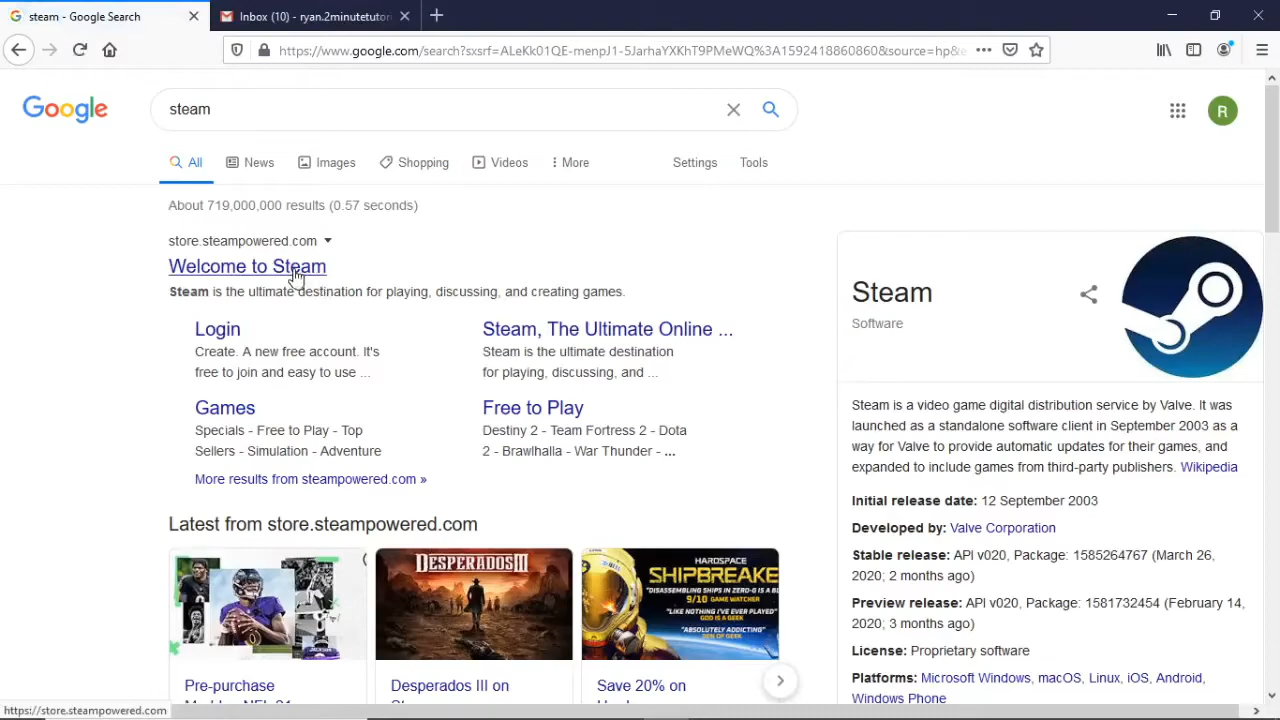 steam - Google Search
Inbox (10) - ryan.2minutetutori
https://www.google.com/search?sxsrf=ALeKk01QE-menpJ1-5JarhaYXKhT9PMeWQ%3A1592418860860&source=hp&e
Google
steam
R
All
News
Images
Shopping
Videos
More
Settings
Tools
About 719,000,000 results (0.57 seconds)
store.steampowered.com
Welcome to Steam
Steam is the ultimate destination for playing, discussing, and creating games.
Login
Create. A new free account. It's
free to join and easy to use ...
Steam, The Ultimate Online ...
Steam is the ultimate destination
for playing, discussing, and ...
Games
Specials - Free to Play - Top
Sellers - Simulation - Adventure
Free to Play
Destiny 2 - Team Fortress 2 - Dota
2 - Brawlhalla - War Thunder - ...
More results from steampowered.com »
Latest from store.steampowered.com
DESPERADOS III
HARDSPACE
SHIPBREAKE
"DISASSEMBLING SHIPS IN ZERO-G IS A BL
9/10 GAME WATCHER
"LIKE NOTHING I'VE EVER PLAYED"
GOD IS A GEEK
"ABSOLUTELY ADDICTING"
DEN OF GEEK
Pre-purchase
Desperados III on
Save 20% on
Steam
Software
Steam is a video game digital distribution service by Valve. It was
launched as a standalone software client in September 2003 as a
way for Valve to provide automatic updates for their games, and
expanded to include games from third-party publishers. Wikipedia
Initial release date: 12 September 2003
Developed by: Valve Corporation
Stable release: API v020, Package: 1585264767 (March 26,
2020; 2 months ago)
Preview release: API v020, Package: 1581732454 (February 14,
2020; 3 months ago)
License: Proprietary software
Platforms: Microsoft Windows, macOS, Linux, iOS, Android,
Windows Phone
https://store.steampowered.com